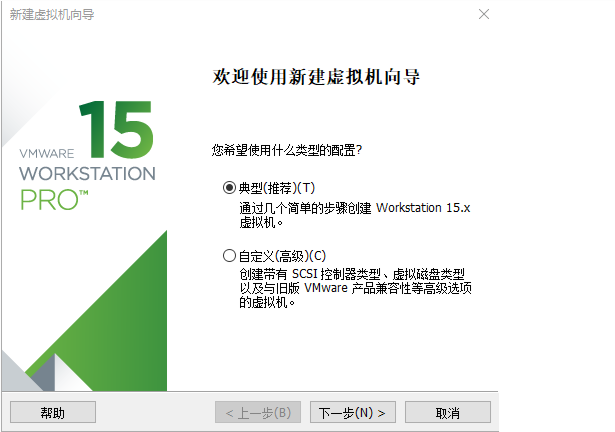 新建虚拟机向导
欢迎使用新建虚拟机向导
15
VMWARE
WORKSTATION
PRO™
您希望使用什么类型的配置?
典型(推荐)(T)
通过几个简单的步骤创建 Workstation 15.x
虚拟机。
自定义(高级)(C)
创建带有 SCSI 控制器类型、虚拟磁盘类型
以及与旧版 VMware 产品兼容性等高级选项
的虚拟机。
帮助
< 上一步(B)
下一步(N) >
取消